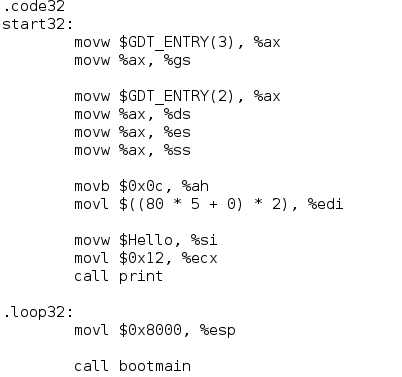 .code32
start32:
movw $GDT_ENTRY(3), %ax
movw %ax, %gs
movw $GDT_ENTRY(2), %ax
movw %ax, %ds
movw %ax, %es
movw %ax, %ss
movb $0x0c, %ah
movl $((80 * 5 + 0) * 2), %edi
movw $Hello, %si
movl $0x12, %ecx
call print
.loop32:
movl $0x8000, %esp
call bootmain